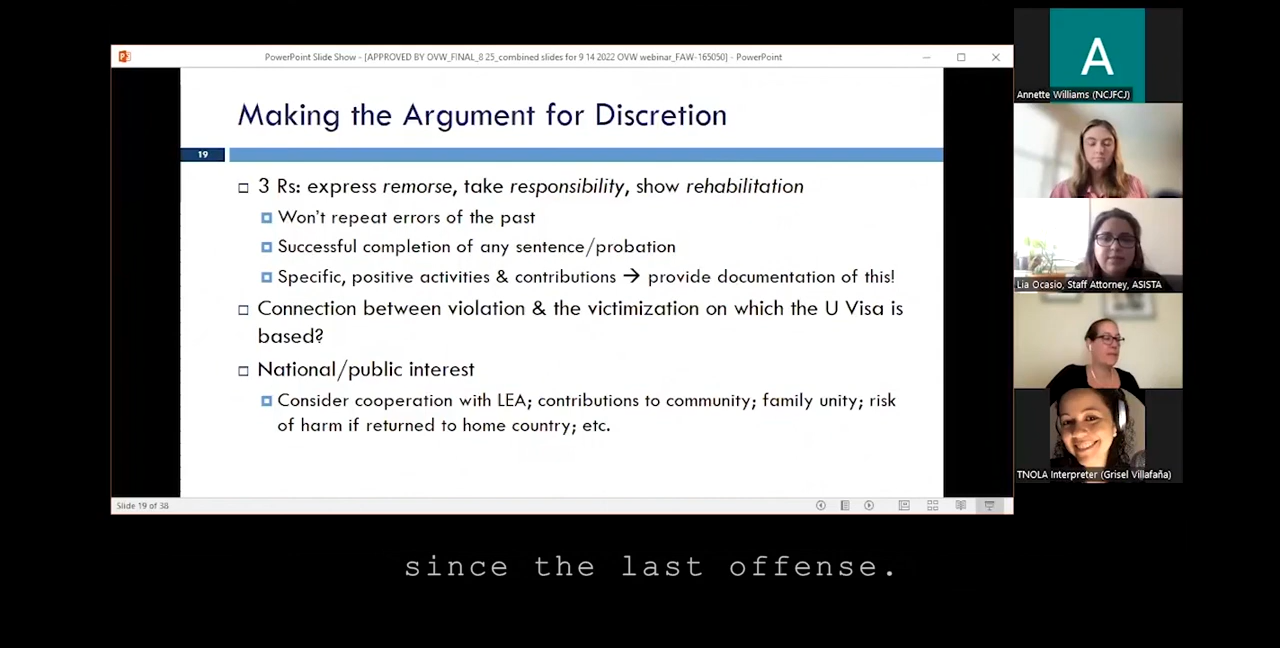 PowerPoint Slide Show - [APPROVED BY OVW_FINAL_8 25_combined slides for 9 14 2022 OVW webinar_FAW-165050] - PowerPoint
Making the Argument for Discretion
19
3 Rs: express remorse, take responsibility, show rehabilitation
Won't repeat errors of the past
Successful completion of any sentence/probation
Specific, positive activities & contributions → provide documentation of this!
Connection between violation & the victimization on which the U Visa is
based?
National/public interest
Consider cooperation with LEA; contributions to community; family unity; risk
of harm if returned to home country; etc.
Slide 19 of 38
A
Annette Williams (NCJFCJ)
Lia Ocasio, Staff Attorney, ASISTA
TNOLA Interpreter (Grisel Villafaña)
since the last offense.